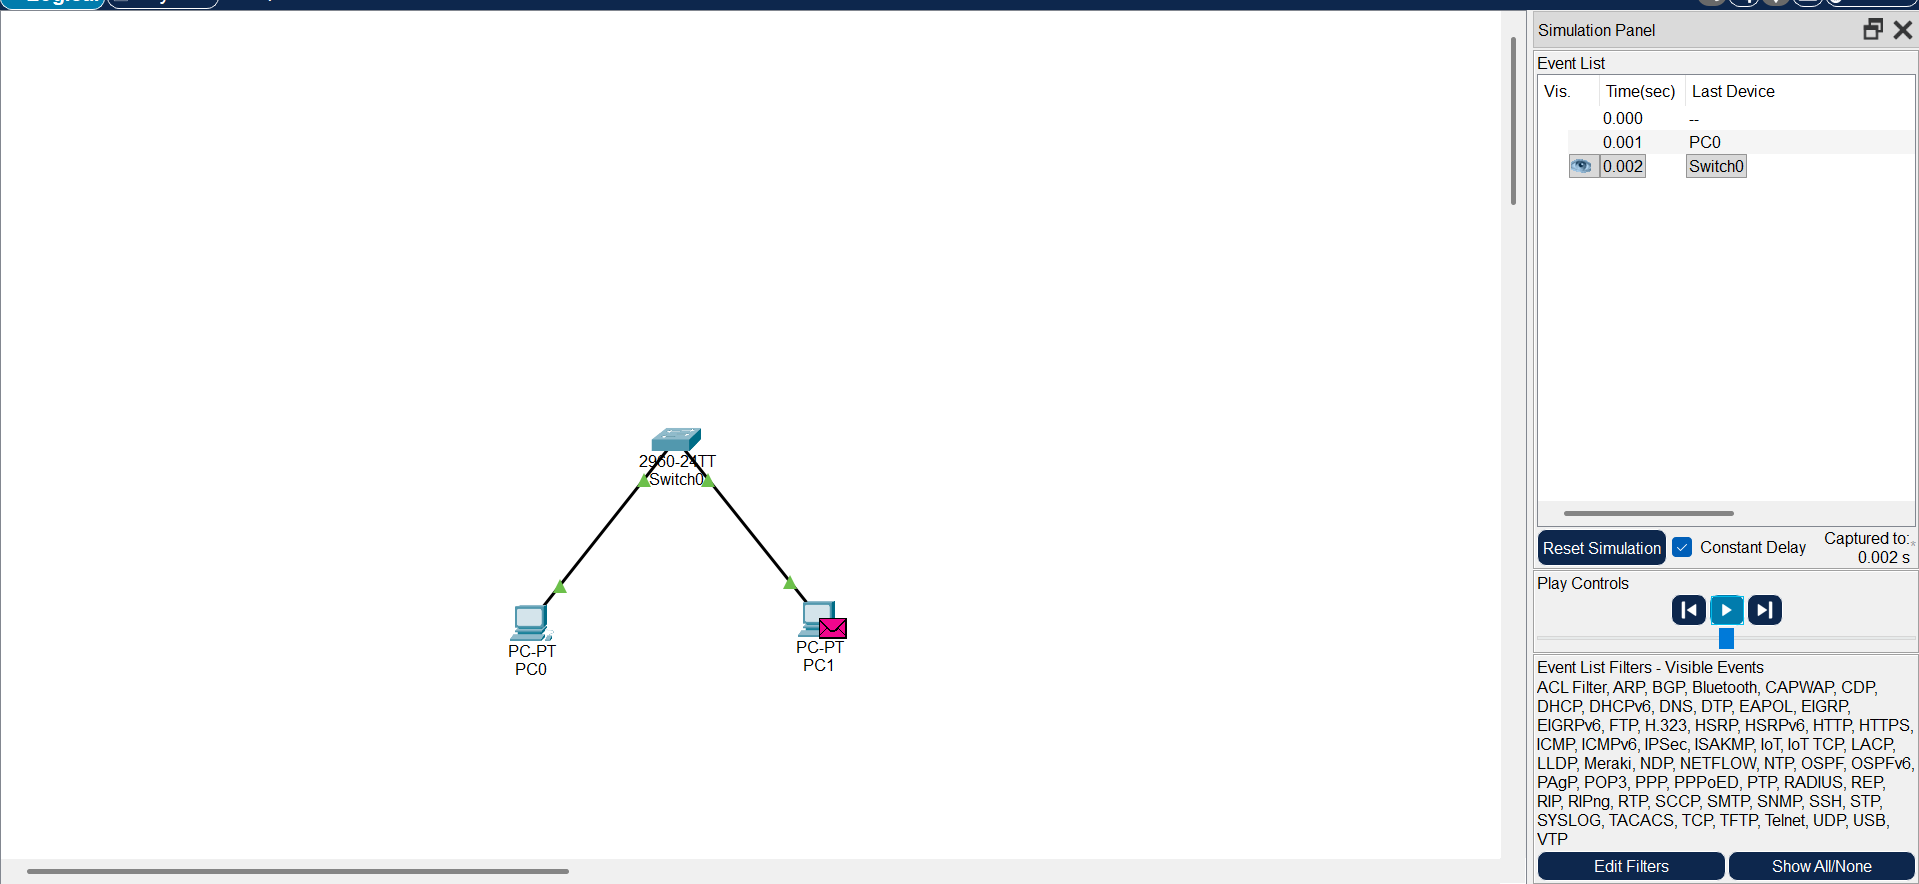 Simulation Panel
Event List
Vis. Time(sec) Last Device
0.000 --
0.001 PC0
0.002 Switch0
2960-24TT
Switch0
PC-PT
PC0
PC-PT
PC1
Reset Simulation Constant Delay Captured to:
0.002 s
Play Controls
Event List Filters - Visible Events
ACL Filter, ARP, BGP, Bluetooth, CAPWAP, CDP,
DHCP, DHCPv6, DNS, DTP, EAPOL, EIGRP,
EIGRPv6, FTP, H.323, HSRP, HSRPv6, HTTP, HTTPS,
ICMP, ICMPv6, IPSec, ISAKMP, IoT, IoT TCP, LACP,
LLDP, Meraki, NDP, NETFLOW, NTP, OSPF, OSPFv6,
PAgP, POP3, PPP, PPPoED, PTP, RADIUS, REP,
RIP, RIPng, RTP, SCCP, SMTP, SNMP, SSH, STP,
SYSLOG, TACACS, TCP, TFTP, Telnet, UDP, USB,
VTP
Edit Filters Show All/None